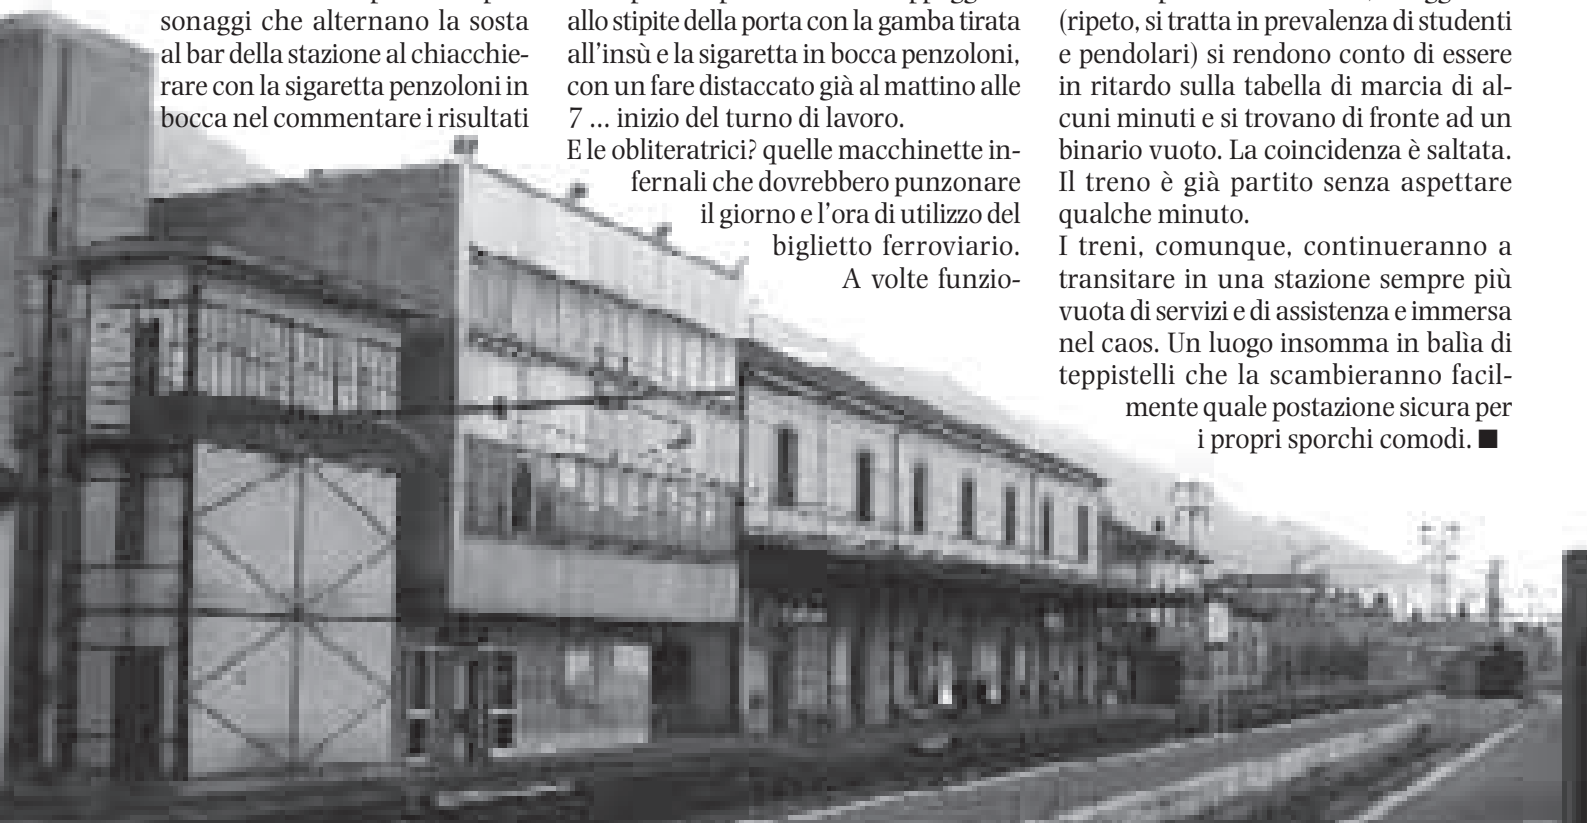 sonaggi che alternano la sosta
al bar della stazione al chiacchie-
rare con la sigaretta penzoloni in
bocca nel commentare i risultati
allo stipite della porta con la gamba tirata
all'insù e la sigaretta in bocca penzoloni,
con un fare distaccato già al mattino alle
7 ... inizio del turno di lavoro.
E le obliteratrici? quelle macchinette in-
fernali che dovrebbero punzonare
il giorno e l'ora di utilizzo del
biglietto ferroviario.
A volte funzio-
(ripeto, si tratta in prevalenza di studenti
e pendolari) si rendono conto di essere
in ritardo sulla tabella di marcia di al-
cuni minuti e si trovano di fronte ad un
binario vuoto. La coincidenza è saltata.
Il treno è già partito senza aspettare
qualche minuto.
I treni, comunque, continueranno a
transitare in una stazione sempre più
vuota di servizi e di assistenza e immersa
nel caos. Un luogo insomma in balìa di
teppistelli che la scambieranno facil-
mente quale postazione sicura per
i propri sporchi comodi. ■